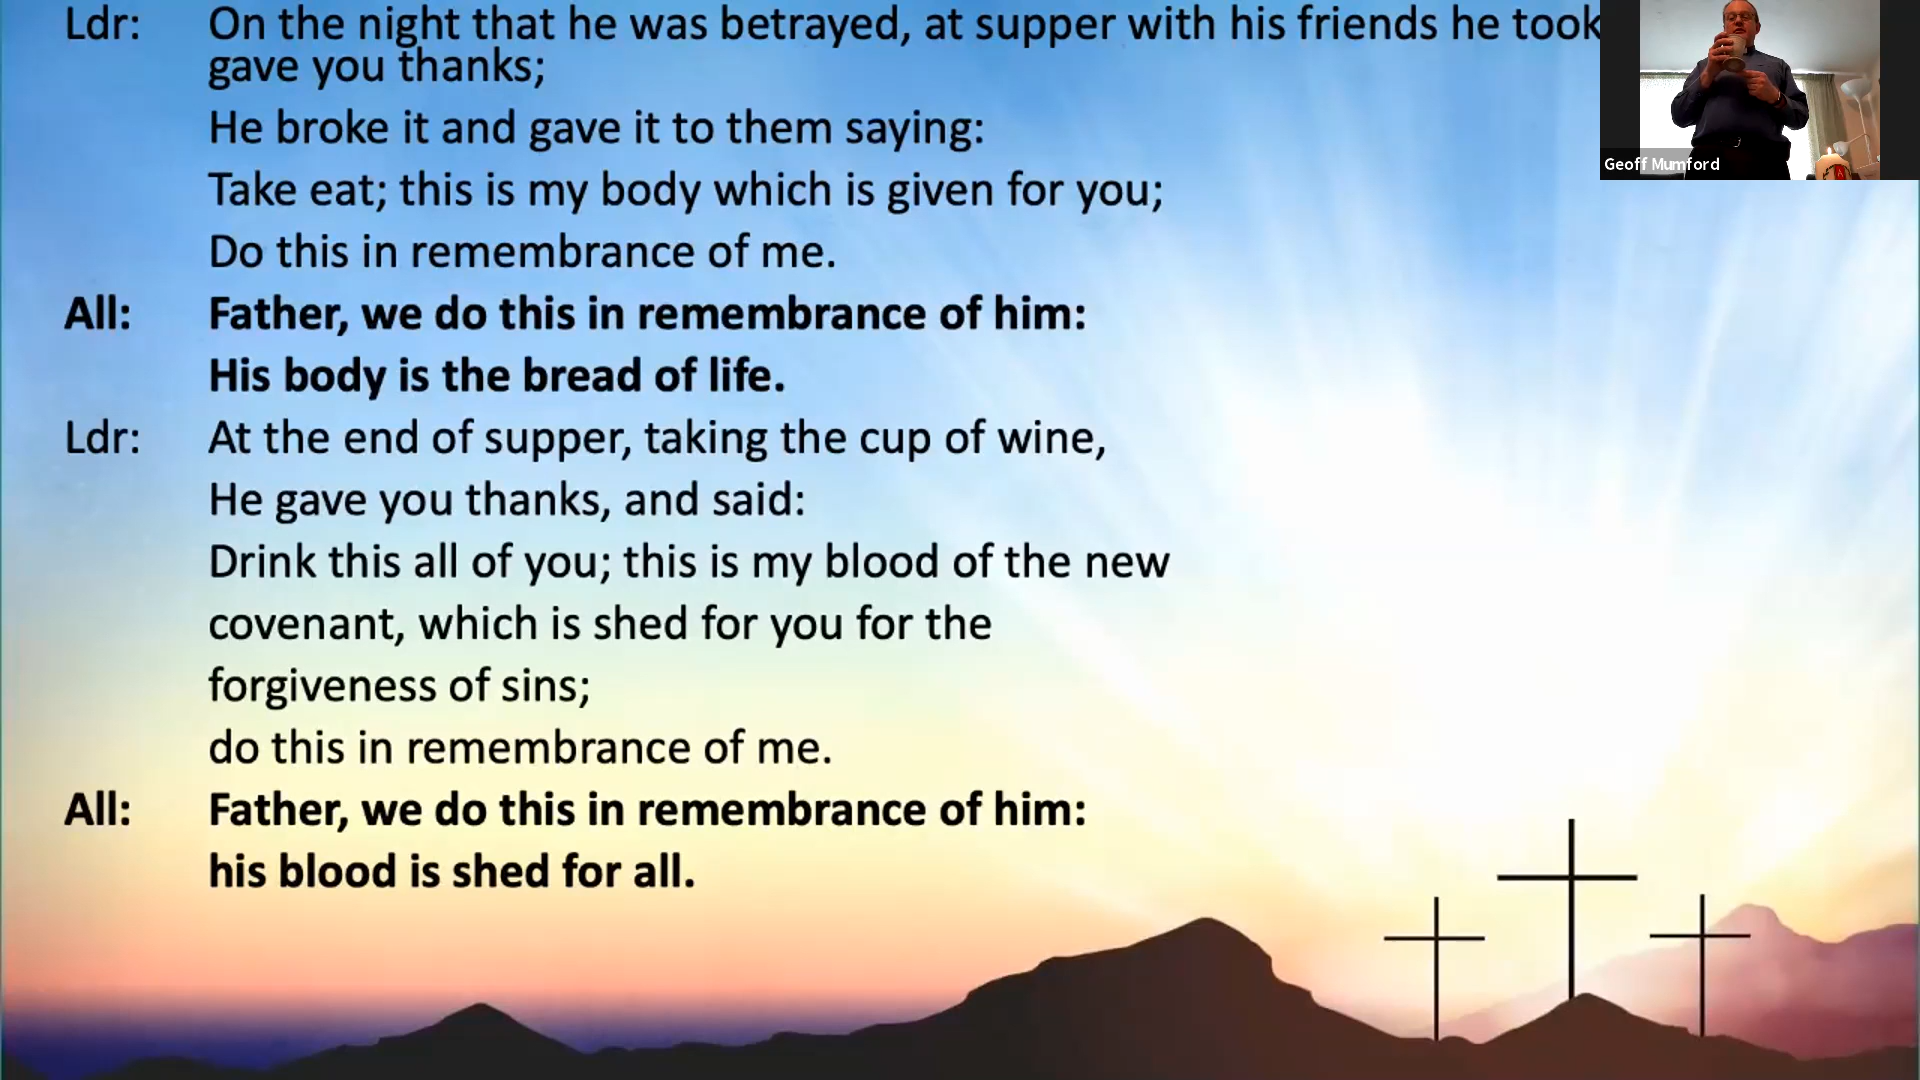 Ldr: On the night that he was betrayed, at supper with his friends he took
gave you thanks;
He broke it and gave it to them saying:
Take eat; this is my body which is given for you;
Do this in remembrance of me.
All: Father, we do this in remembrance of him:
His body is the bread of life.
Ldr: At the end of supper, taking the cup of wine,
He gave you thanks, and said:
Drink this all of you; this is my blood of the new
covenant, which is shed for you for the
forgiveness of sins;
do this in remembrance of me.
All: Father, we do this in remembrance of him:
his blood is shed for all.
Geoff Mumford